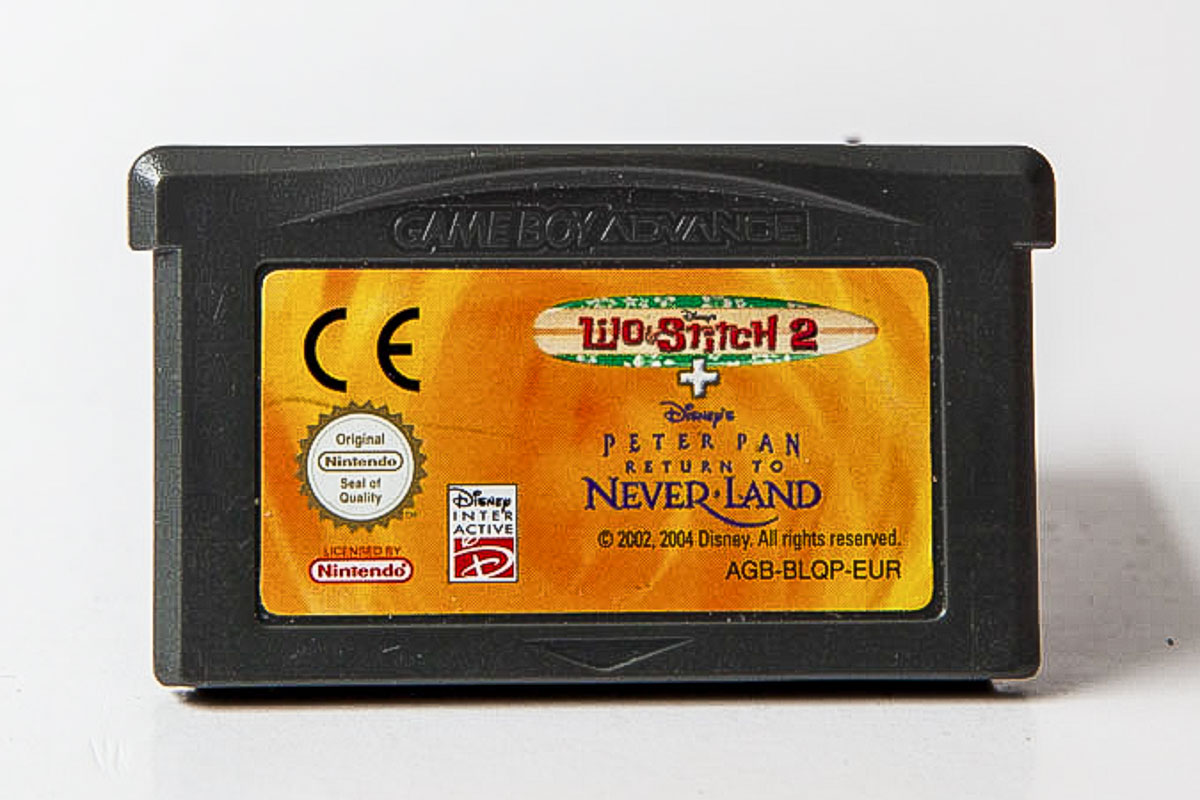 GAME BOY ADVANCE
CE
Original
Nintendo
Seal of
Quality
TM
LICENSED BY
Nintendo
Disney
INTER
ACTIVE
D
Disney's
LILO & STITCH 2
+
Disney's
PETER PAN
RETURN TO
NEVER·LAND
© 2002, 2004 Disney. All rights reserved.
AGB-BLQP-EUR